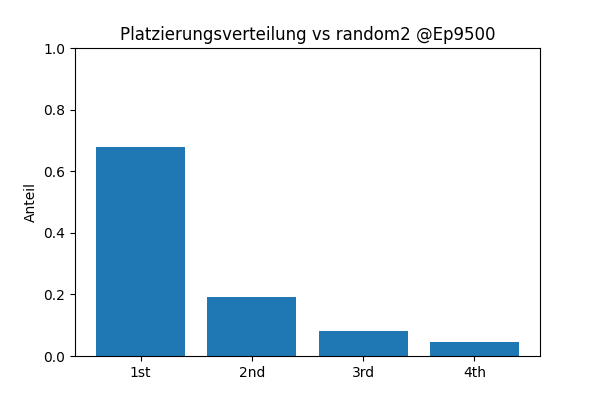 Platzierungsverteilung vs random2 @Ep9500
1.0
0.8
0.6
0.4
0.2
0.0
Anteil
1st
2nd
3rd
4th